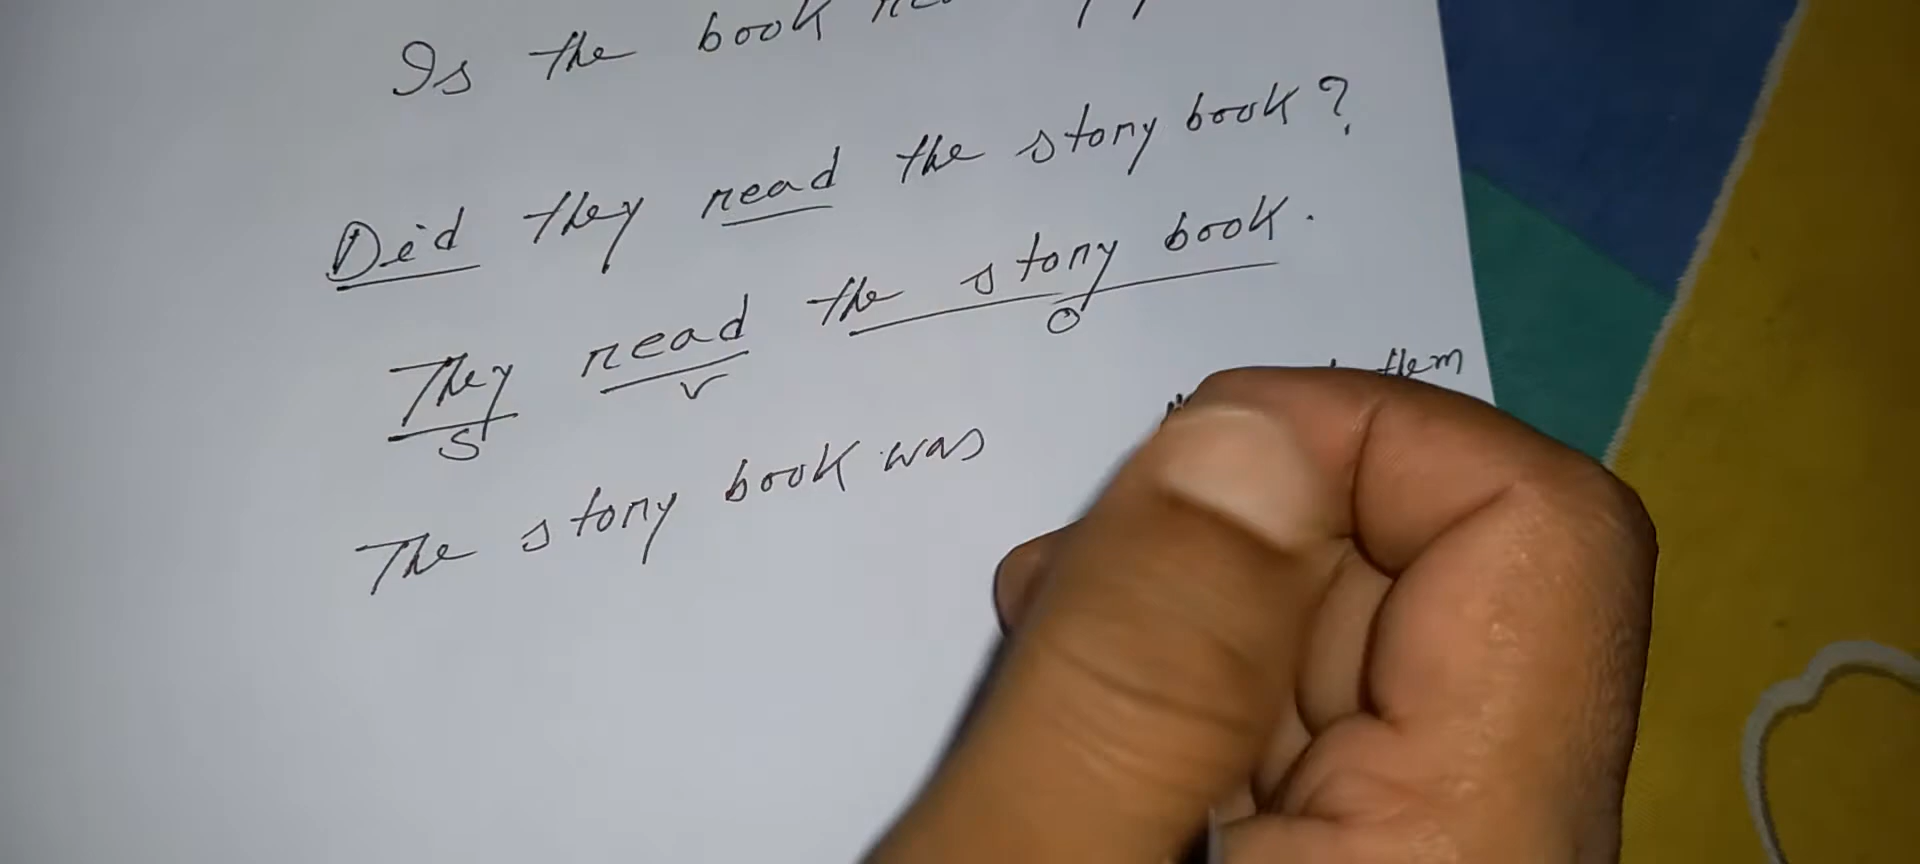 Is the book
Did they read the story book?
They read the story book.
S V O
them
The story book was